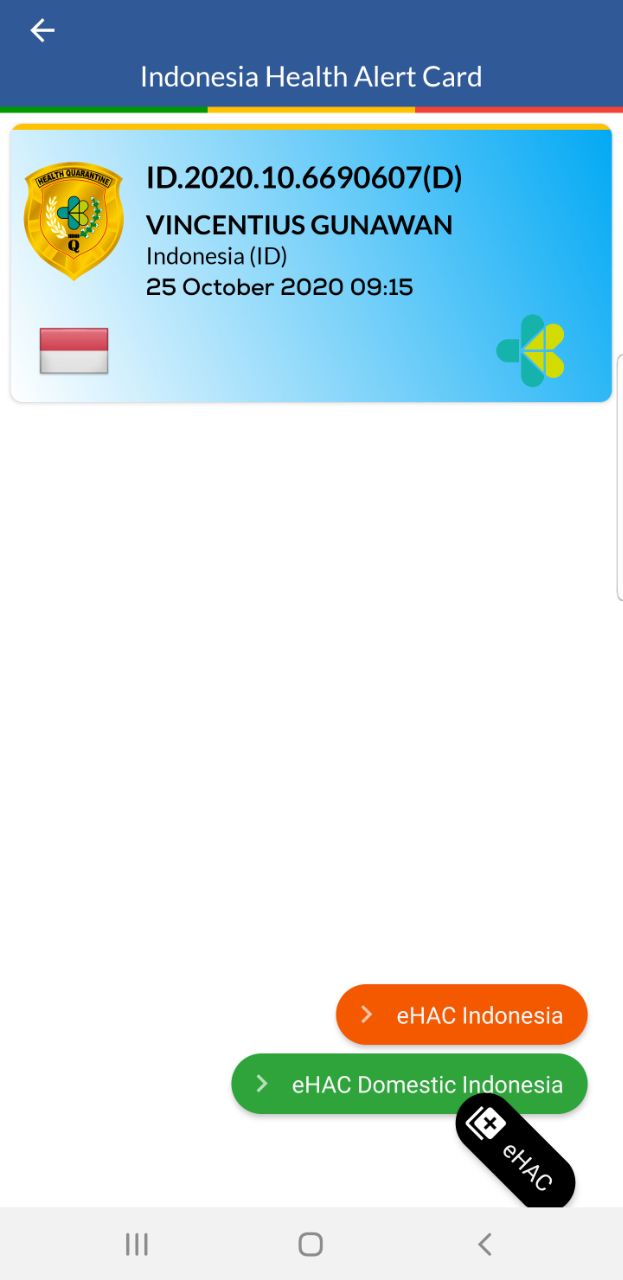 Indonesia Health Alert Card
HEALTH QUARANTINE
Q
ID.2020.10.6690607(D)
VINCENTIUS GUNAWAN
Indonesia (ID)
25 October 2020 09:15
eHAC Indonesia
eHAC Domestic Indonesia
eHAC